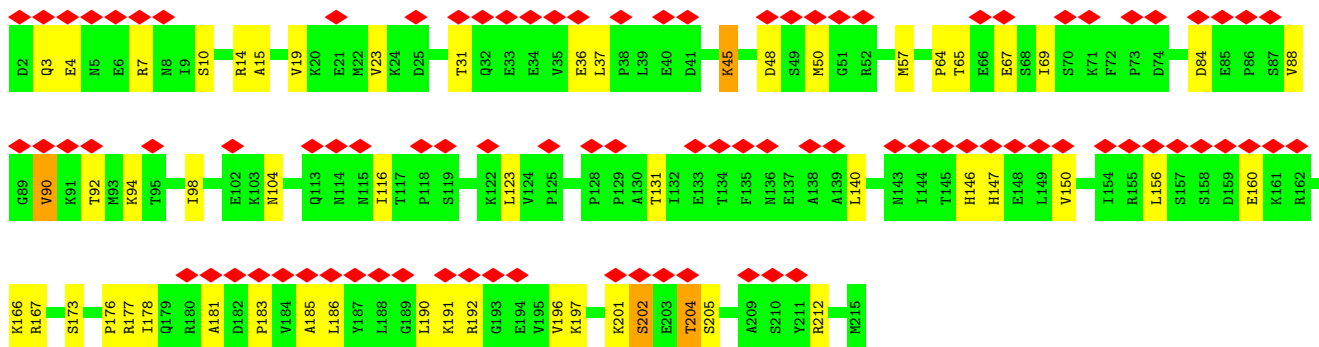 D2 Q3 E4 N5 E6 R7 N8 I9 S10 R14 A15 V19 K20 E21 M22 V23 K24 D25 T31 Q32 E33 E34 V35 E36 L37 P38 L39 E40 D41 K45 D48 S49 M50 G51 R52 M57 P64 T65 E66 E67 S68 I69 S70 K71 F72 P73 D74 D84 E85 P86 S87 V88
G89 V90 K91 T92 M93 K94 T95 I98 E102 K103 N104 Q113 N114 N115 I116 T117 P118 S119 K122 L123 V124 P125 P128 P129 A130 T131 I132 E133 T134 F135 N136 E137 A138 A139 L140 N143 I144 T145 H146 H147 E148 L149 V150 I154 R155 L156 S157 S158 D159 E160 K161 R162
K166 R167 S173 P176 R177 I178 Q179 R180 A181 D182 P183 V184 A185 L186 Y187 L188 G189 L190 K191 R192 G193 E194 V195 V196 K197 K201 S202 E203 T204 S205 A209 S210 Y211 R212 M215